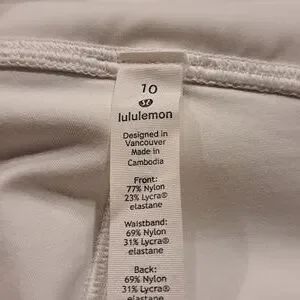 10
lululemon
Designed in
Vancouver
Made in
Cambodia
Front:
77% Nylon
23% Lycra®
elastane
Waistband:
69% Nylon
31% Lycra®
elastane
Back:
69% Nylon
31% Lycra®
elastane